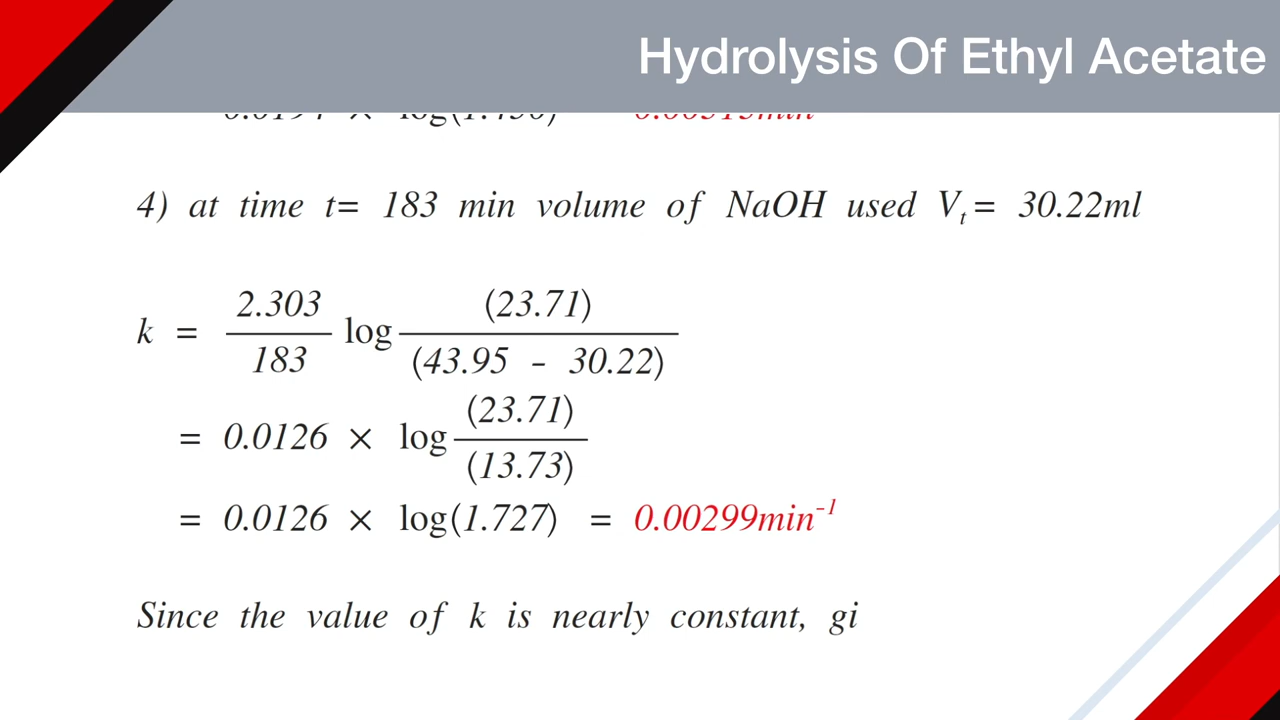 Hydrolysis Of Ethyl Acetate
4) at time t= 183 min volume of NaOH used Vt= 30.22ml
k = 2.303/183 log (23.71)/(43.95 - 30.22)
= 0.0126 × log (23.71)/(13.73)
= 0.0126 × log(1.727) = 0.00299min⁻¹
Since the value of k is nearly constant, gi